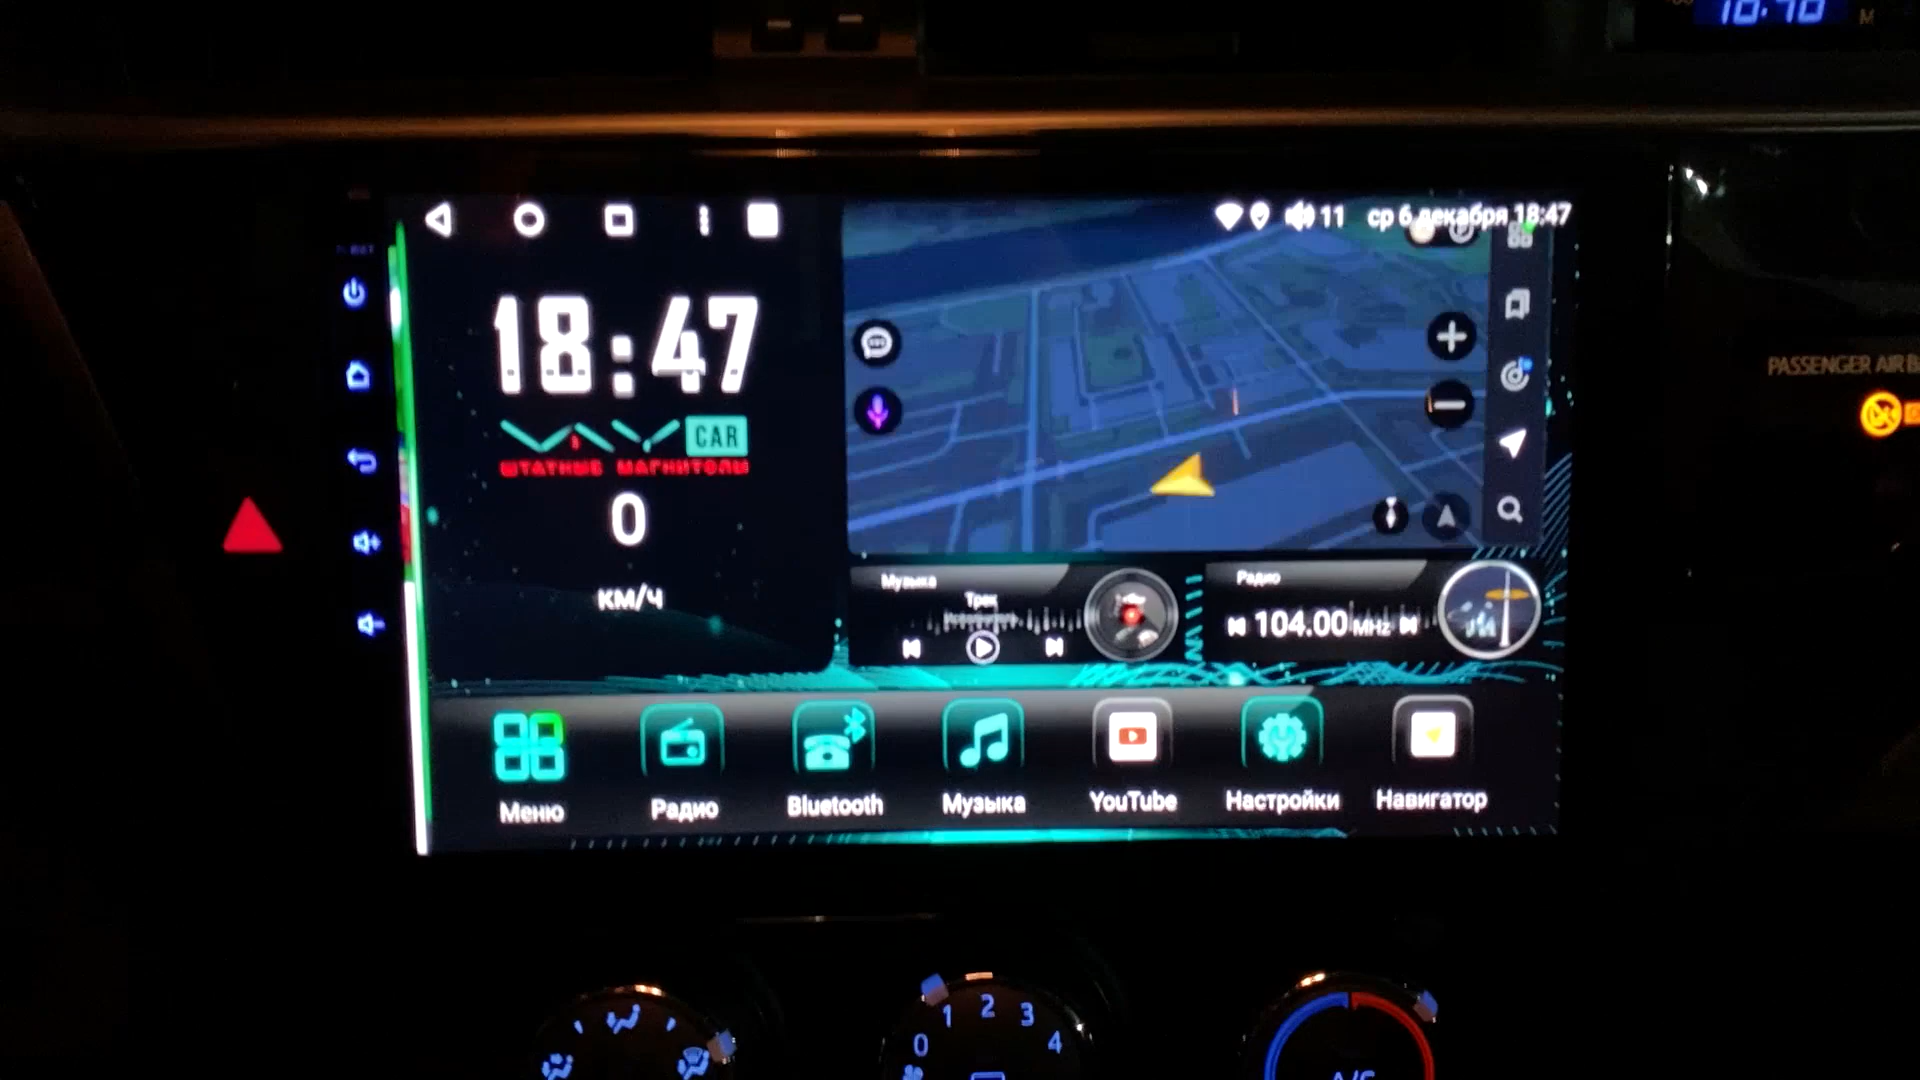 11 ср 6 декабря 18:47
18:47
CAR
ШТАТНЫЕ МАГНИТОЛЫ
0
км/ч
Музыка
Трек
Радио
104.00 MHz
Меню
Радио
Bluetooth
Музыка
YouTube
Настройки
Навигатор
PASSENGER AIRB
0 1 2 3 4
A/C